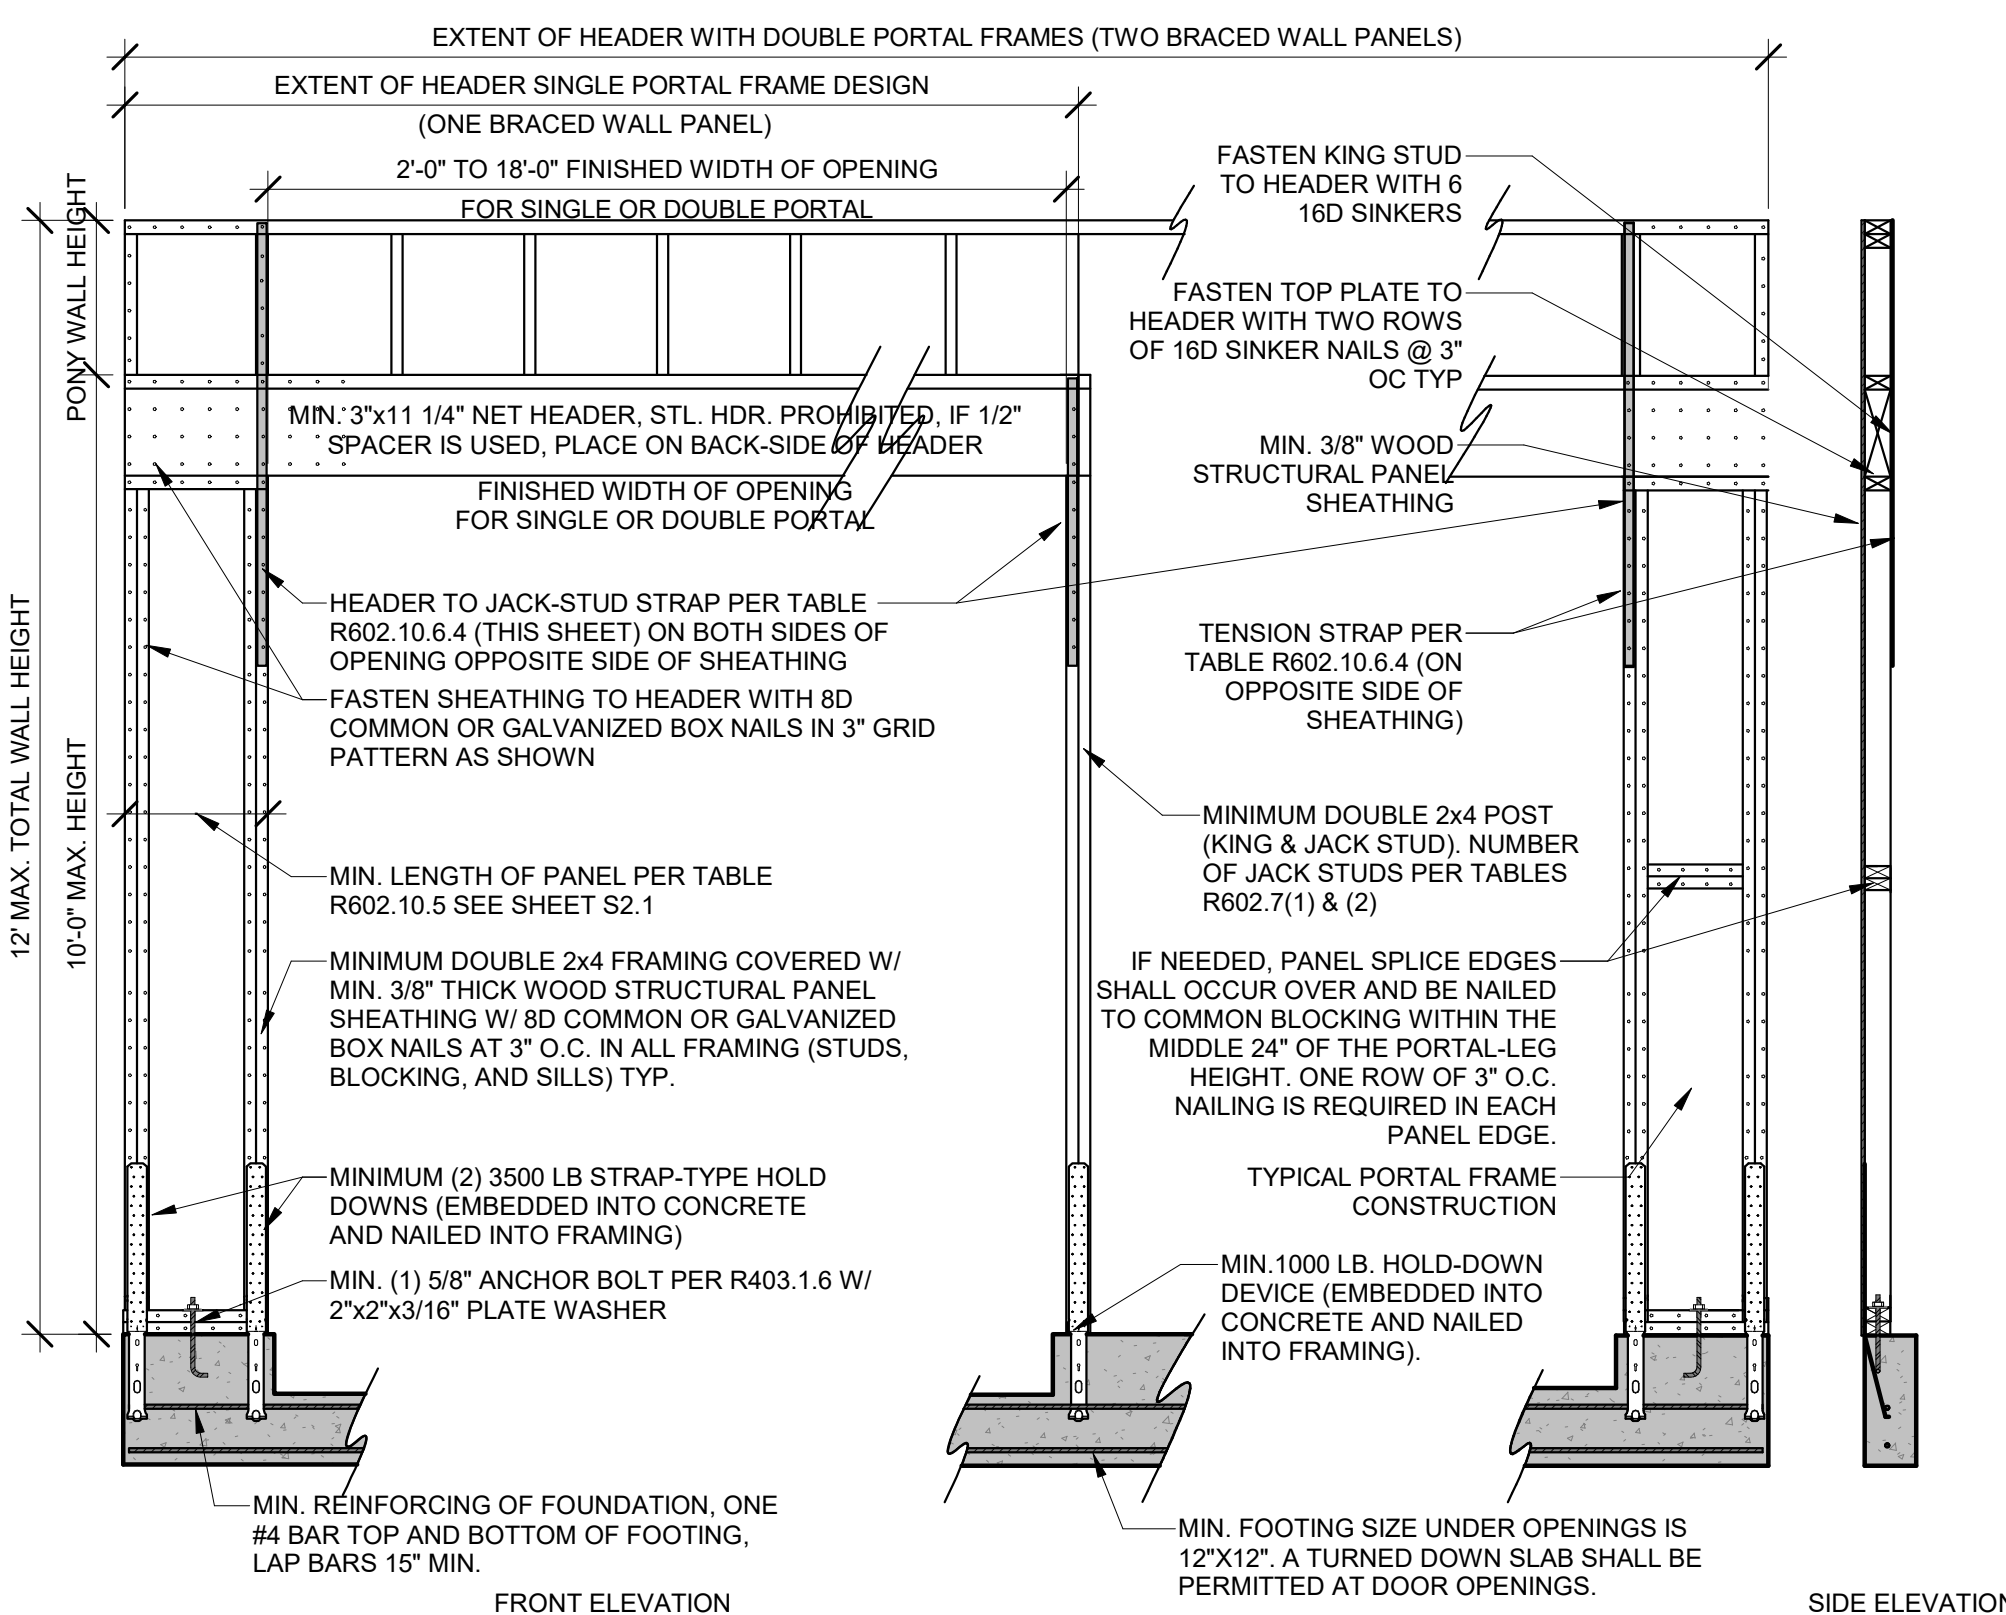 EXTENT OF HEADER WITH DOUBLE PORTAL FRAMES (TWO BRACED WALL PANELS)
EXTENT OF HEADER SINGLE PORTAL FRAME DESIGN
(ONE BRACED WALL PANEL)
2'-0" TO 18'-0" FINISHED WIDTH OF OPENING
FOR SINGLE OR DOUBLE PORTAL
FASTEN KING STUD
TO HEADER WITH 6
16D SINKERS
PONY WALL HEIGHT
FASTEN TOP PLATE TO
HEADER WITH TWO ROWS
OF 16D SINKER NAILS @ 3"
OC TYP
MIN. 3"x11 1/4" NET HEADER, STL. HDR. PROHIBITED, IF 1/2"
SPACER IS USED, PLACE ON BACK-SIDE OF HEADER
MIN. 3/8" WOOD
STRUCTURAL PANEL
SHEATHING
FINISHED WIDTH OF OPENING
FOR SINGLE OR DOUBLE PORTAL
HEADER TO JACK-STUD STRAP PER TABLE
R602.10.6.4 (THIS SHEET) ON BOTH SIDES OF
OPENING OPPOSITE SIDE OF SHEATHING
TENSION STRAP PER
TABLE R602.10.6.4 (ON
OPPOSITE SIDE OF
SHEATHING)
FASTEN SHEATHING TO HEADER WITH 8D
COMMON OR GALVANIZED BOX NAILS IN 3" GRID
PATTERN AS SHOWN
12' MAX. TOTAL WALL HEIGHT
10'-0" MAX. HEIGHT
MINIMUM DOUBLE 2x4 POST
(KING & JACK STUD). NUMBER
OF JACK STUDS PER TABLES
R602.7(1) & (2)
MIN. LENGTH OF PANEL PER TABLE
R602.10.5 SEE SHEET S2.1
MINIMUM DOUBLE 2x4 FRAMING COVERED W/
MIN. 3/8" THICK WOOD STRUCTURAL PANEL
SHEATHING W/ 8D COMMON OR GALVANIZED
BOX NAILS AT 3" O.C. IN ALL FRAMING (STUDS,
BLOCKING, AND SILLS) TYP.
IF NEEDED, PANEL SPLICE EDGES
SHALL OCCUR OVER AND BE NAILED
TO COMMON BLOCKING WITHIN THE
MIDDLE 24" OF THE PORTAL-LEG
HEIGHT. ONE ROW OF 3" O.C.
NAILING IS REQUIRED IN EACH
PANEL EDGE.
MINIMUM (2) 3500 LB STRAP-TYPE HOLD
DOWNS (EMBEDDED INTO CONCRETE
AND NAILED INTO FRAMING)
TYPICAL PORTAL FRAME
CONSTRUCTION
MIN. (1) 5/8" ANCHOR BOLT PER R403.1.6 W/
2"x2"x3/16" PLATE WASHER
MIN.1000 LB. HOLD-DOWN
DEVICE (EMBEDDED INTO
CONCRETE AND NAILED
INTO FRAMING).
MIN. REINFORCING OF FOUNDATION, ONE
#4 BAR TOP AND BOTTOM OF FOOTING,
LAP BARS 15" MIN.
MIN. FOOTING SIZE UNDER OPENINGS IS
12"X12". A TURNED DOWN SLAB SHALL BE
PERMITTED AT DOOR OPENINGS.
FRONT ELEVATION
SIDE ELEVATION